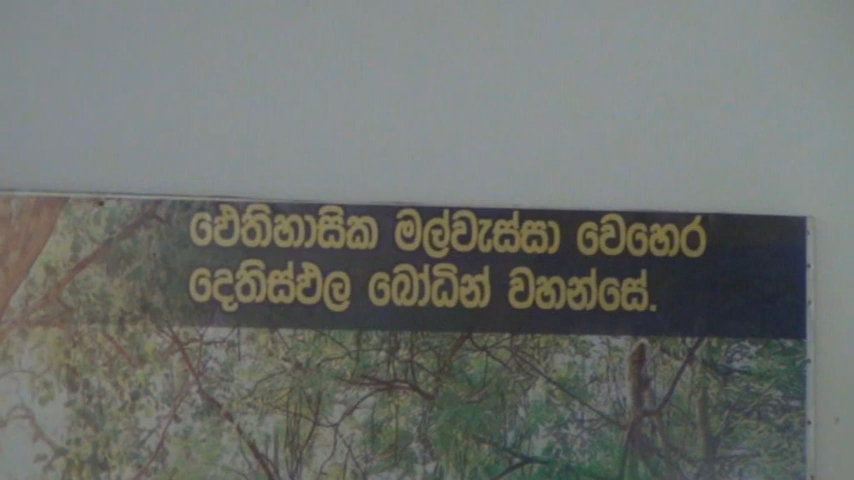 ඓතිහාසික මල්වැස්සා වෙහෙර
දෙතිස්ඵල බෝධින් වහන්සේ.